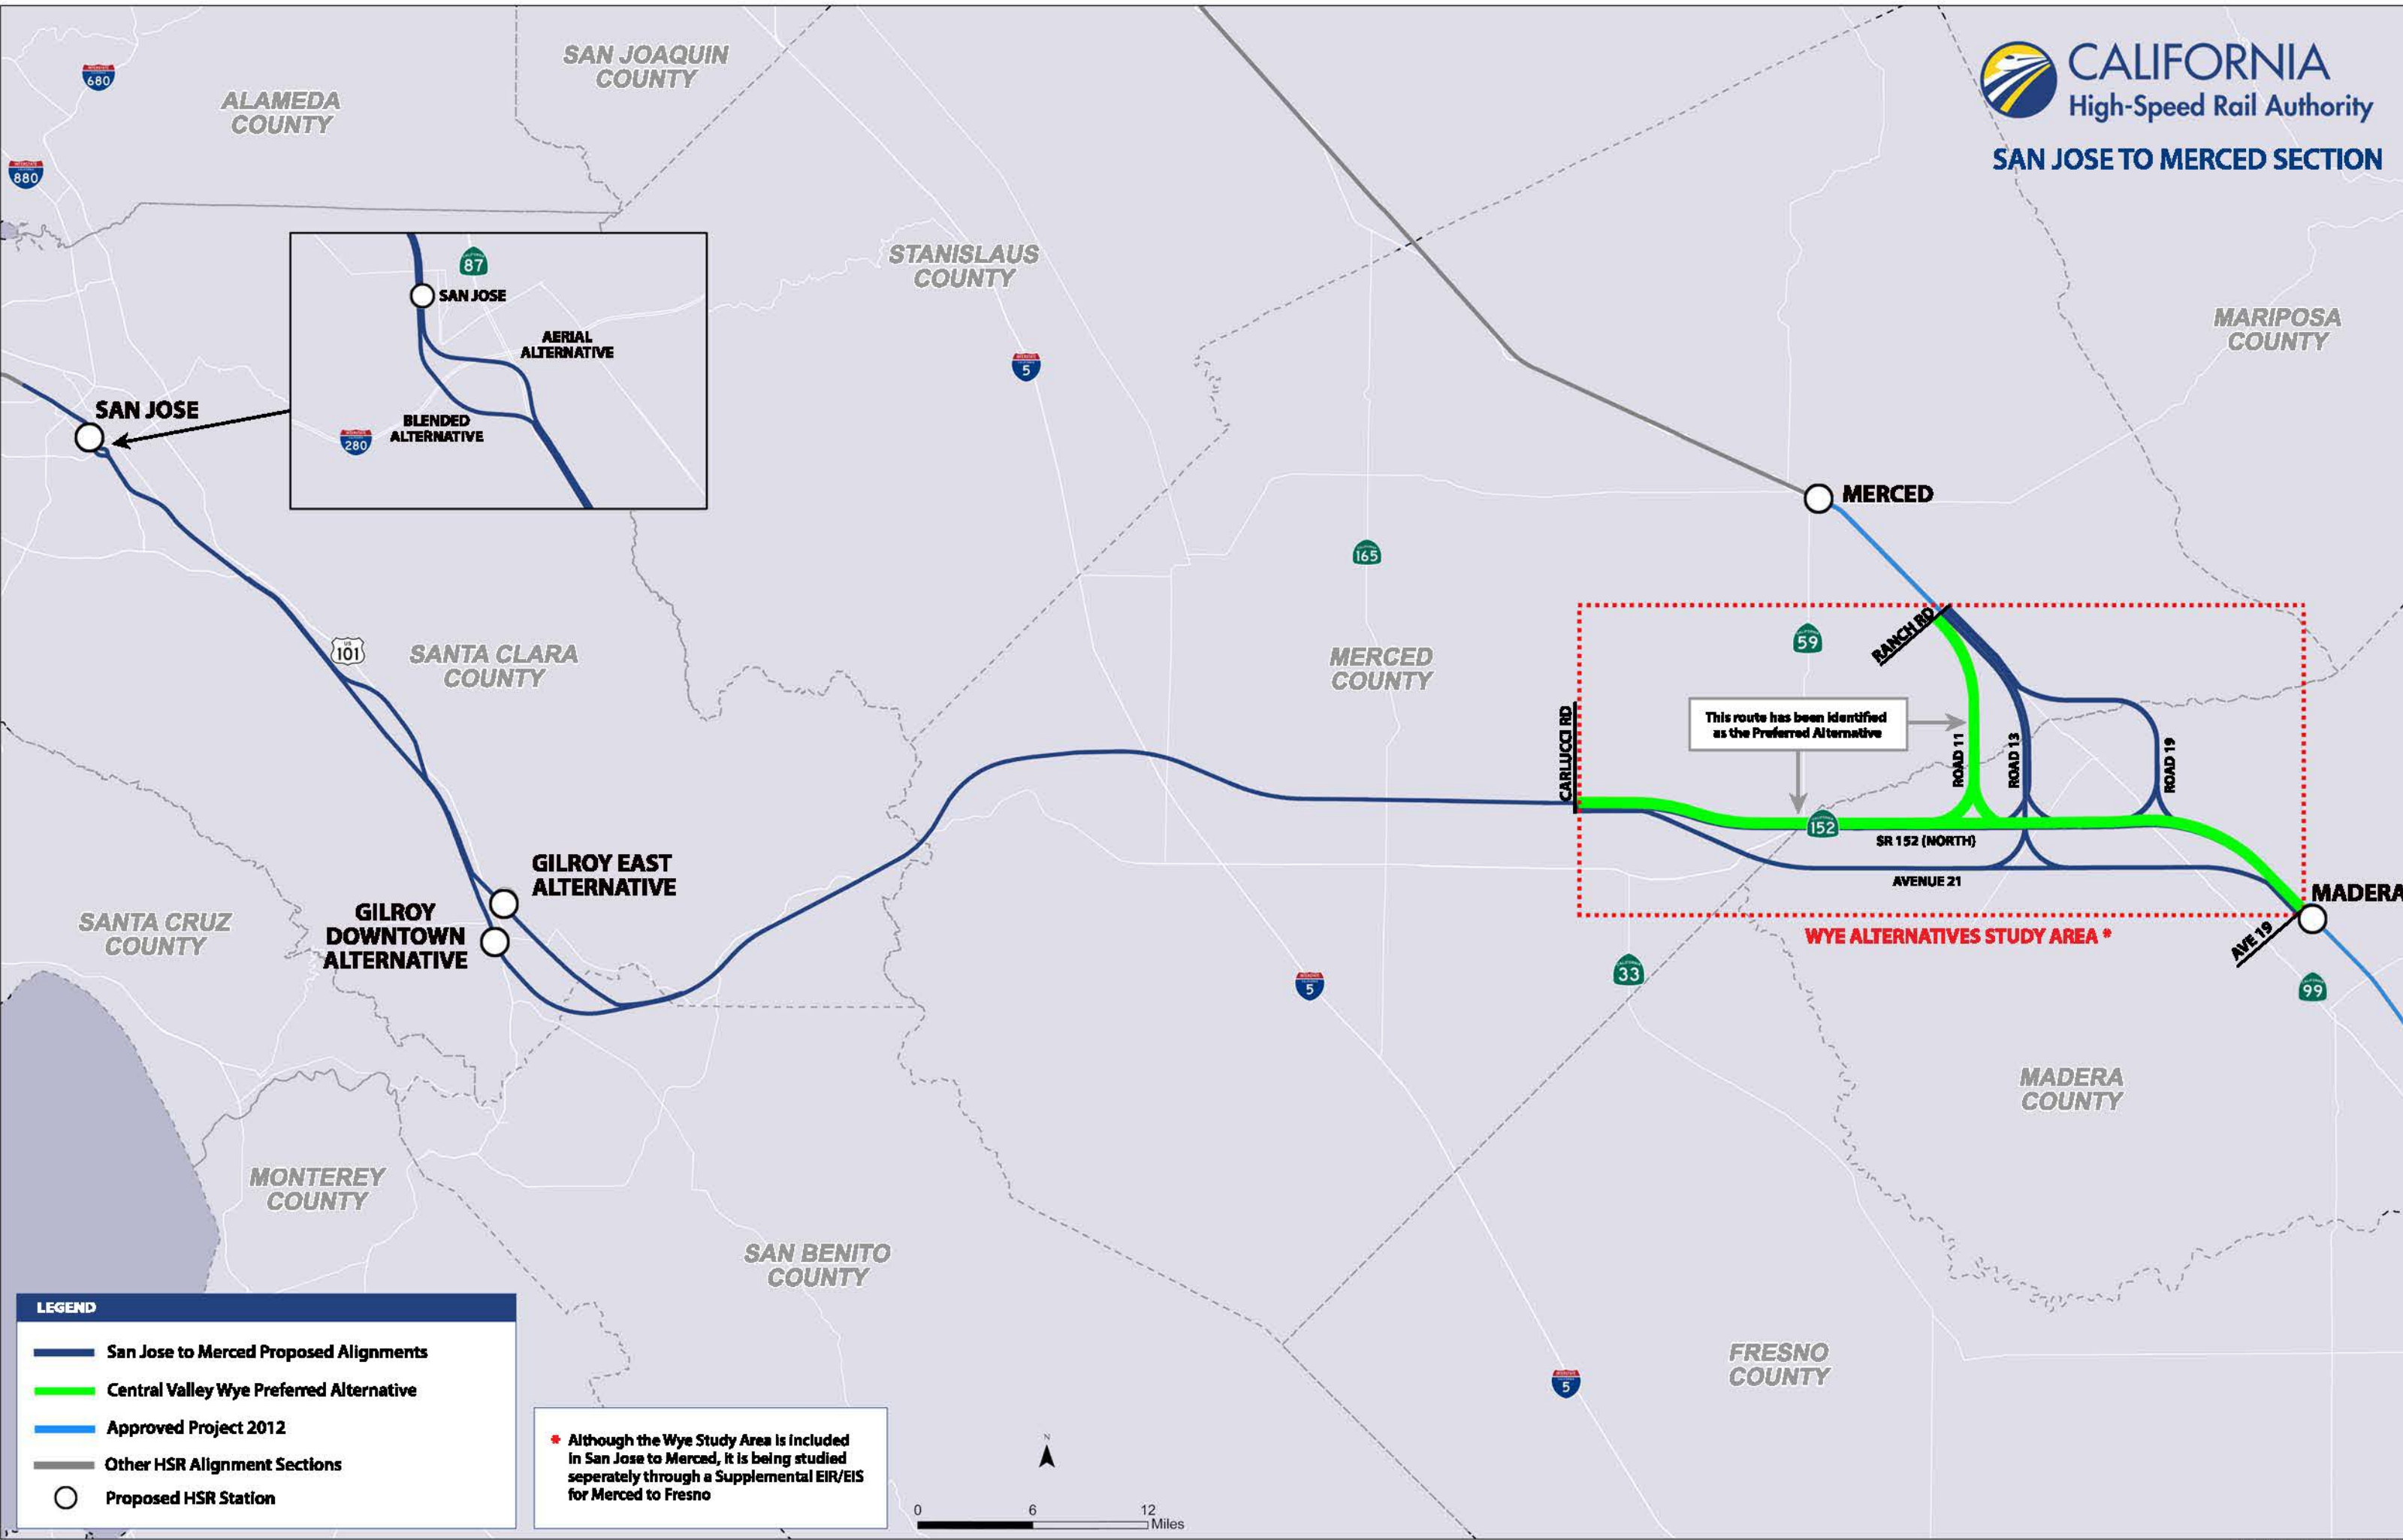 CALIFORNIA
High-Speed Rail Authority
SAN JOSE TO MERCED SECTION
INTERSTATE
680
ALAMEDA
COUNTY
SAN JOAQUIN
COUNTY
INTERSTATE
880
STANISLAUS
COUNTY
MARIPOSA
COUNTY
87
SAN JOSE
AERIAL
ALTERNATIVE
BLENDED
ALTERNATIVE
280
5
SAN JOSE
MERCED
165
US
101
SANTA CLARA
COUNTY
MERCED
COUNTY
59
RANCH RD
CARLUCCI RD
This route has been identified
as the Preferred Alternative
ROAD 11
ROAD 13
ROAD 19
152
SR 152 (NORTH)
AVENUE 21
MADERA
AVE 19
WYE ALTERNATIVES STUDY AREA *
GILROY EAST
ALTERNATIVE
GILROY
DOWNTOWN
ALTERNATIVE
SANTA CRUZ
COUNTY
5
33
99
MADERA
COUNTY
MONTEREY
COUNTY
SAN BENITO
COUNTY
FRESNO
COUNTY
5
LEGEND
San Jose to Merced Proposed Alignments
Central Valley Wye Preferred Alternative
Approved Project 2012
Other HSR Alignment Sections
Proposed HSR Station
* Although the Wye Study Area is included
in San Jose to Merced, it is being studied
seperately through a Supplemental EIR/EIS
for Merced to Fresno
N
0 6 12
Miles